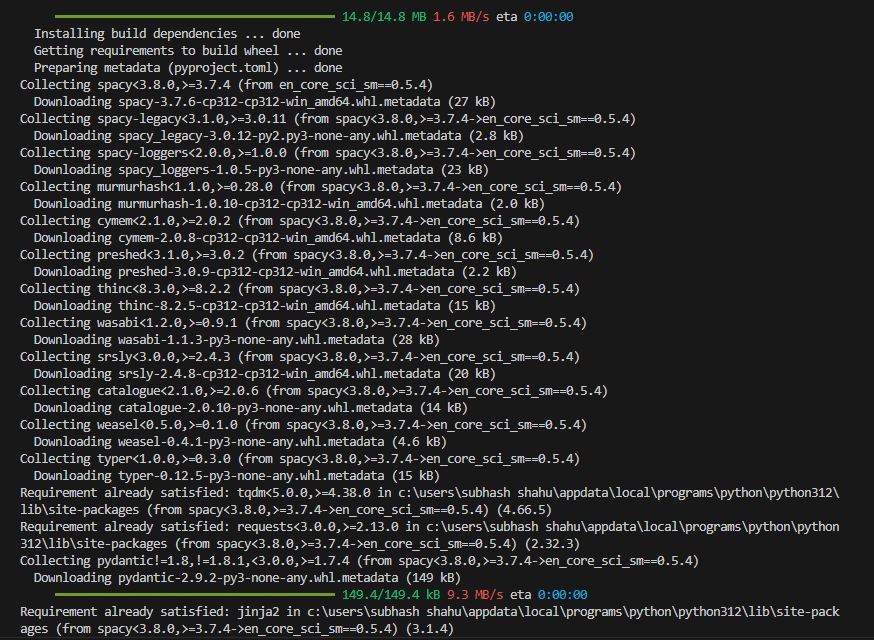 14.8/14.8 MB 1.6 MB/s eta 0:00:00
Installing build dependencies ... done
Getting requirements to build wheel ... done
Preparing metadata (pyproject.toml) ... done
Collecting spacy<3.8.0,>=3.7.4 (from en_core_sci_sm==0.5.4)
Downloading spacy-3.7.6-cp312-cp312-win_amd64.whl.metadata (27 kB)
Collecting spacy-legacy<3.1.0,>=3.0.11 (from spacy<3.8.0,>=3.7.4->en_core_sci_sm==0.5.4)
Downloading spacy_legacy-3.0.12-py2.py3-none-any.whl.metadata (2.8 kB)
Collecting spacy-loggers<2.0.0,>=1.0.0 (from spacy<3.8.0,>=3.7.4->en_core_sci_sm==0.5.4)
Downloading spacy_loggers-1.0.5-py3-none-any.whl.metadata (23 kB)
Collecting murmurhash<1.1.0,>=0.28.0 (from spacy<3.8.0,>=3.7.4->en_core_sci_sm==0.5.4)
Downloading murmurhash-1.0.10-cp312-cp312-win_amd64.whl.metadata (2.0 kB)
Collecting cymem<2.1.0,>=2.0.2 (from spacy<3.8.0,>=3.7.4->en_core_sci_sm==0.5.4)
Downloading cymem-2.0.8-cp312-cp312-win_amd64.whl.metadata (8.6 kB)
Collecting preshed<3.1.0,>=3.0.2 (from spacy<3.8.0,>=3.7.4->en_core_sci_sm==0.5.4)
Downloading preshed-3.0.9-cp312-cp312-win_amd64.whl.metadata (2.2 kB)
Collecting thinc<8.3.0,>=8.2.2 (from spacy<3.8.0,>=3.7.4->en_core_sci_sm==0.5.4)
Downloading thinc-8.2.5-cp312-cp312-win_amd64.whl.metadata (15 kB)
Collecting wasabi<1.2.0,>=0.9.1 (from spacy<3.8.0,>=3.7.4->en_core_sci_sm==0.5.4)
Downloading wasabi-1.1.3-py3-none-any.whl.metadata (28 kB)
Collecting srsly<3.0.0,>=2.4.3 (from spacy<3.8.0,>=3.7.4->en_core_sci_sm==0.5.4)
Downloading srsly-2.4.8-cp312-cp312-win_amd64.whl.metadata (20 kB)
Collecting catalogue<2.1.0,>=2.0.6 (from spacy<3.8.0,>=3.7.4->en_core_sci_sm==0.5.4)
Downloading catalogue-2.0.10-py3-none-any.whl.metadata (14 kB)
Collecting weasel<0.5.0,>=0.1.0 (from spacy<3.8.0,>=3.7.4->en_core_sci_sm==0.5.4)
Downloading weasel-0.4.1-py3-none-any.whl.metadata (4.6 kB)
Collecting typer<1.0.0,>=0.3.0 (from spacy<3.8.0,>=3.7.4->en_core_sci_sm==0.5.4)
Downloading typer-0.12.5-py3-none-any.whl.metadata (15 kB)
Requirement already satisfied: tqdm<5.0.0,>=4.38.0 in c:\users\subhash shahu\appdata\local\programs\python\python312\
lib\site-packages (from spacy<3.8.0,>=3.7.4->en_core_sci_sm==0.5.4) (4.66.5)
Requirement already satisfied: requests<3.0.0,>=2.13.0 in c:\users\subhash shahu\appdata\local\programs\python\python
312\lib\site-packages (from spacy<3.8.0,>=3.7.4->en_core_sci_sm==0.5.4) (2.32.3)
Collecting pydantic!=1.8,!=1.8.1,<3.0.0,>=1.7.4 (from spacy<3.8.0,>=3.7.4->en_core_sci_sm==0.5.4)
Downloading pydantic-2.9.2-py3-none-any.whl.metadata (149 kB)
149.4/149.4 kB 9.3 MB/s eta 0:00:00
Requirement already satisfied: jinja2 in c:\users\subhash shahu\appdata\local\programs\python\python312\lib\site-pack
ages (from spacy<3.8.0,>=3.7.4->en_core_sci_sm==0.5.4) (3.1.4)